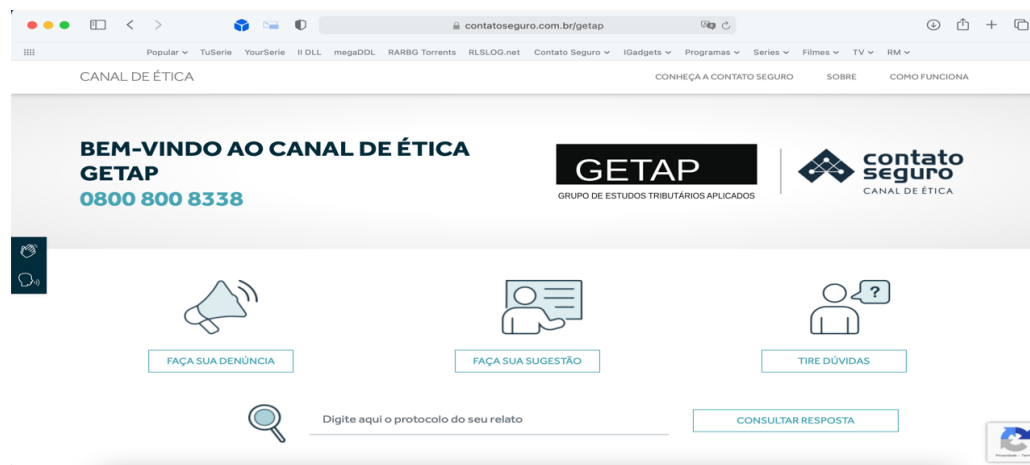 contatoseguro.com.br/getap
Popular TuSerie YourSerie II DLL megaDDL RARBG Torrents RLSLOG.net Contato Seguro IGadgets Programas Series Filmes TV RM
CANAL DE ÉTICA CONHEÇA A CONTATO SEGURO SOBRE COMO FUNCIONA
BEM-VINDO AO CANAL DE ÉTICA
GETAP
0800 800 8338
GETAP
GRUPO DE ESTUDOS TRIBUTÁRIOS APLICADOS
contato
seguro
CANAL DE ÉTICA
FAÇA SUA DENÚNCIA FAÇA SUA SUGESTÃO TIRE DÚVIDAS
?
Digite aqui o protocolo do seu relato CONSULTAR RESPOSTA